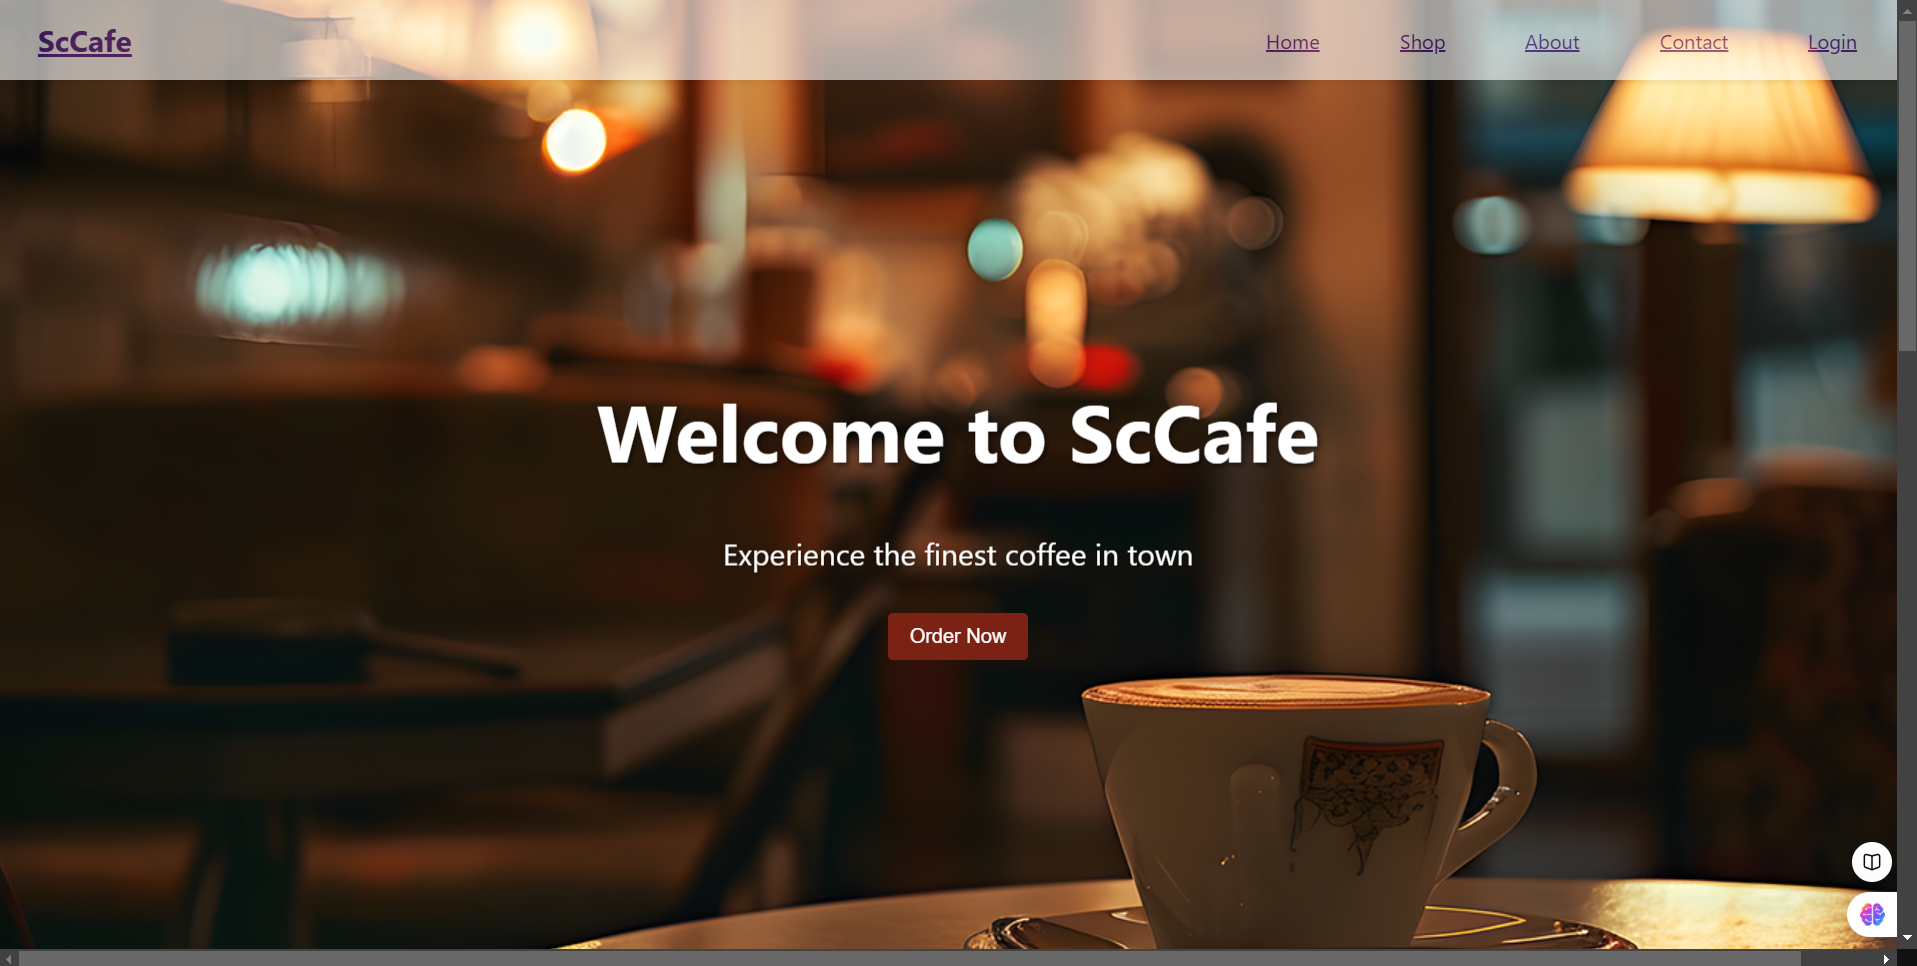 ScCafe
Home Shop About Contact Login
Welcome to ScCafe
Experience the finest coffee in town
Order Now